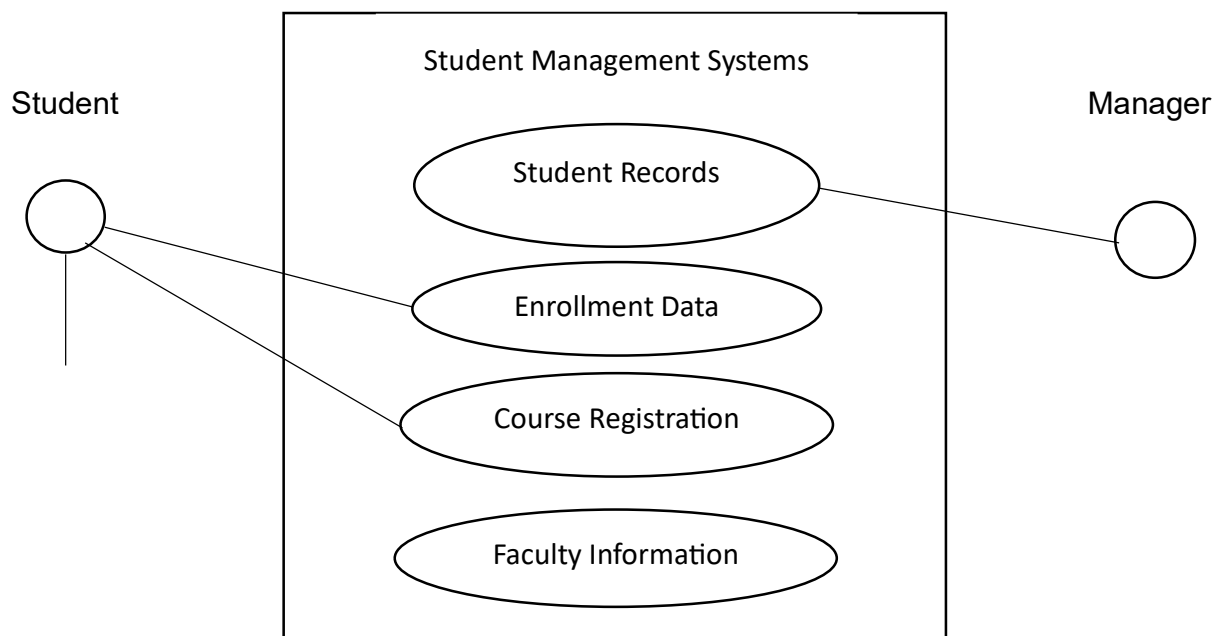 Student Management Systems
Student
Manager
Student Records
Enrollment Data
Course Registration
Faculty Information